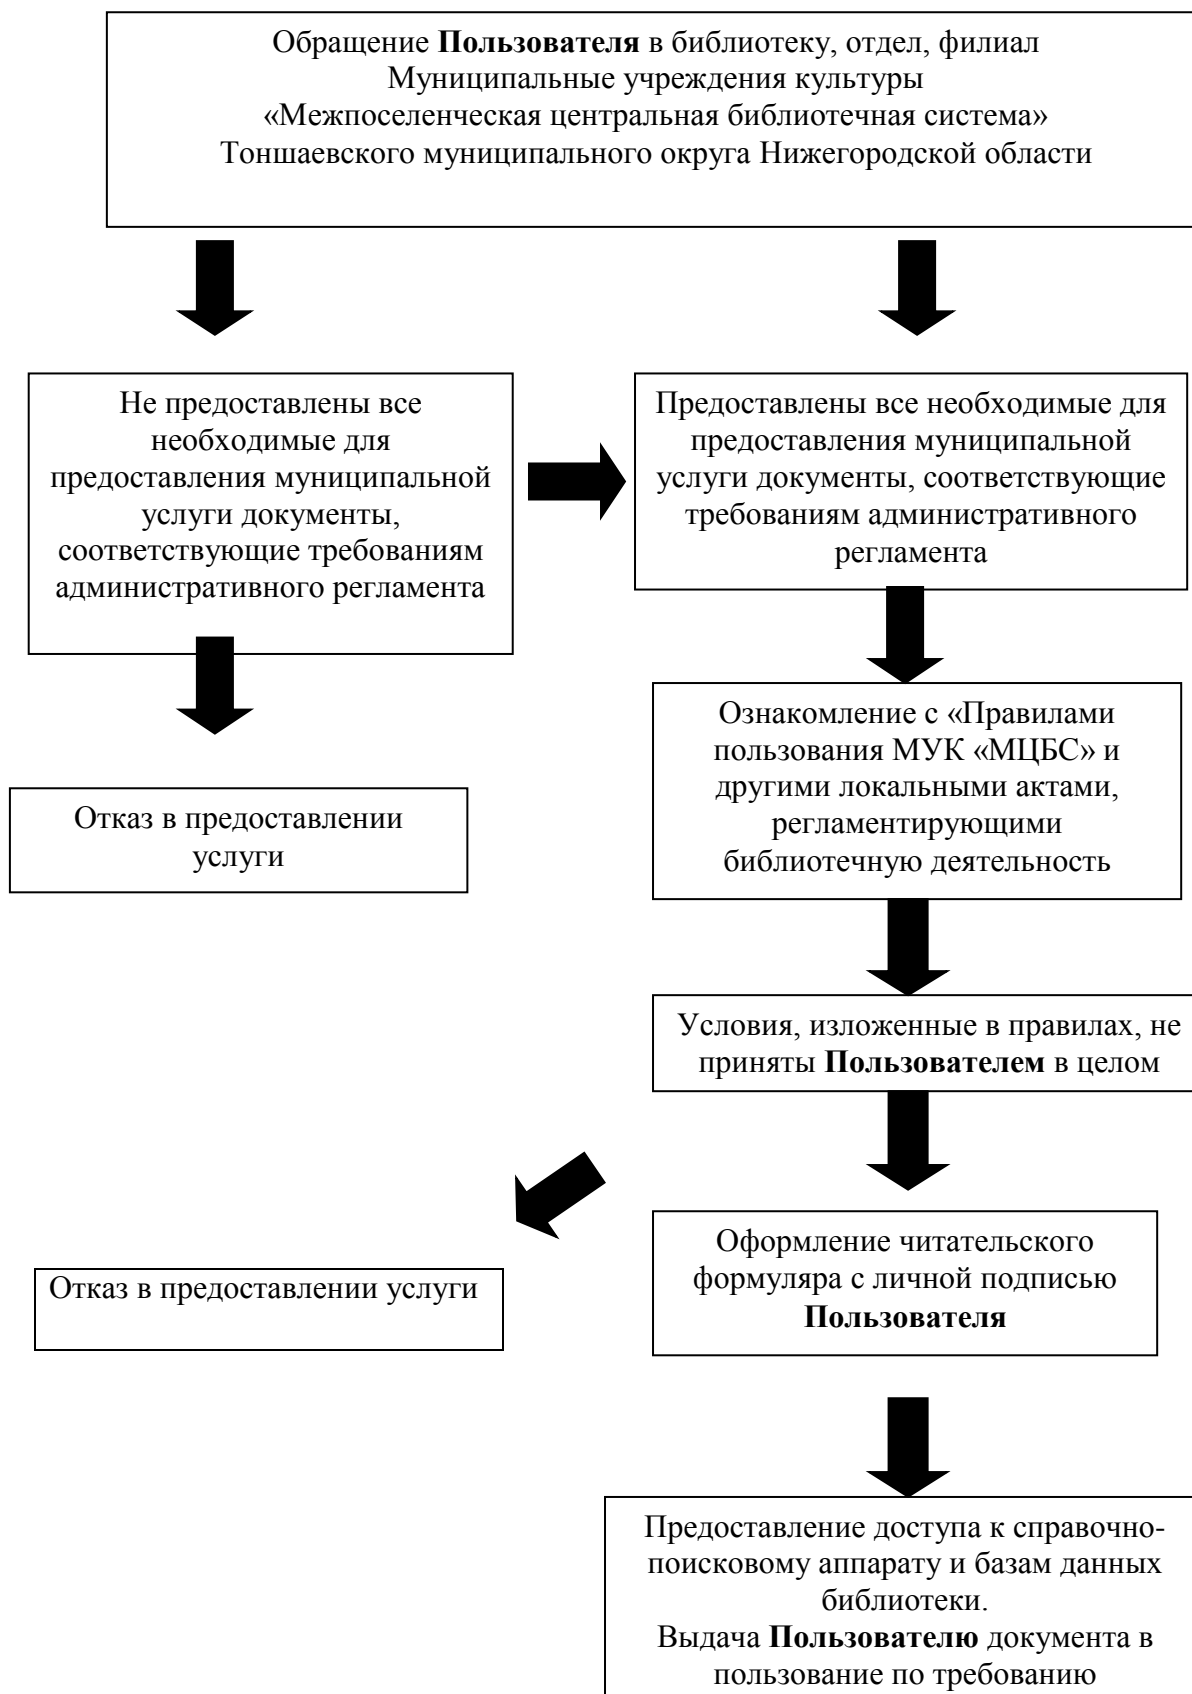 Обращение Пользователя в библиотеку, отдел, филиал
Муниципальные учреждения культуры
«Межпоселенческая центральная библиотечная система»
Тоншаевского муниципального округа Нижегородской области
Не предоставлены все
необходимые для
предоставления муниципальной
услуги документы,
соответствующие требованиям
административного регламента
Предоставлены все необходимые для
предоставления муниципальной
услуги документы, соответствующие
требованиям административного
регламента
Ознакомление с «Правилами
пользования МУК «МЦБС» и
другими локальными актами,
регламентирующими
библиотечную деятельность
Отказ в предоставлении
услуги
Условия, изложенные в правилах, не
приняты Пользователем в целом
Оформление читательского
формуляра с личной подписью
Пользователя
Отказ в предоставлении услуги
Предоставление доступа к справочно-
поисковому аппарату и базам данных
библиотеки.
Выдача Пользователю документа в
пользование по требованию